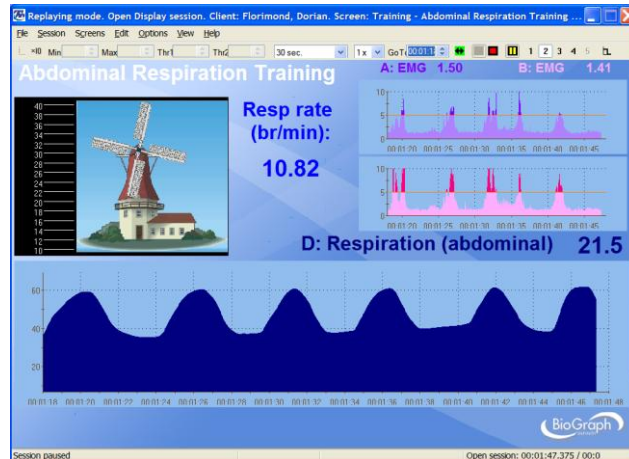 Replaying mode. Open Display session. Client: Florimond, Dorian. Screen: Training - Abdominal Respiration Training ...
File Session Screens Edit Options View Help
Min Max Thr1 Thr2 30 sec. 1 x GoTo 1 2 3 4 5
Abdominal Respiration Training
A: EMG 1.50 B: EMG 1.41
40
38
36
34
32
30
28
26
24
22
20
18
16
14
12
10
Resp rate
(br/min):
10.82
10
5
0
00:01:20 00:01:25 00:01:30 00:01:35 00:01:40 00:01:45
10
5
0
00:01:20 00:01:25 00:01:30 00:01:35 00:01:40 00:01:45
D: Respiration (abdominal) 21.5
60
40
20
00:01:18 00:01:20 00:01:22 00:01:24 00:01:26 00:01:28 00:01:30 00:01:32 00:01:34 00:01:36 00:01:38 00:01:40 00:01:42 00:01:44 00:01:46 00:01:48
BioGraph
Session paused Open session: 00:01:47.375 / 00:0